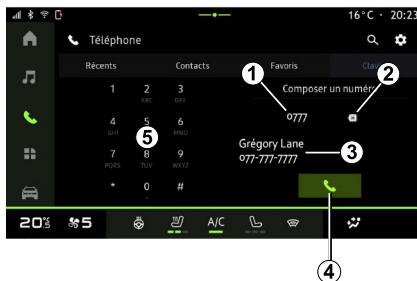 16°C · 20:23
Téléphone
Récents Contacts Favoris Clav
Composer un numéro
1 2 3
ABC DEF
0777
1 2
4 5 6
GHI MNO
5
Grégory Lane
077-777-7777
3
7 8 9
PQRS TUV WXYZ
* 0 #
20.5 5 A/C
4